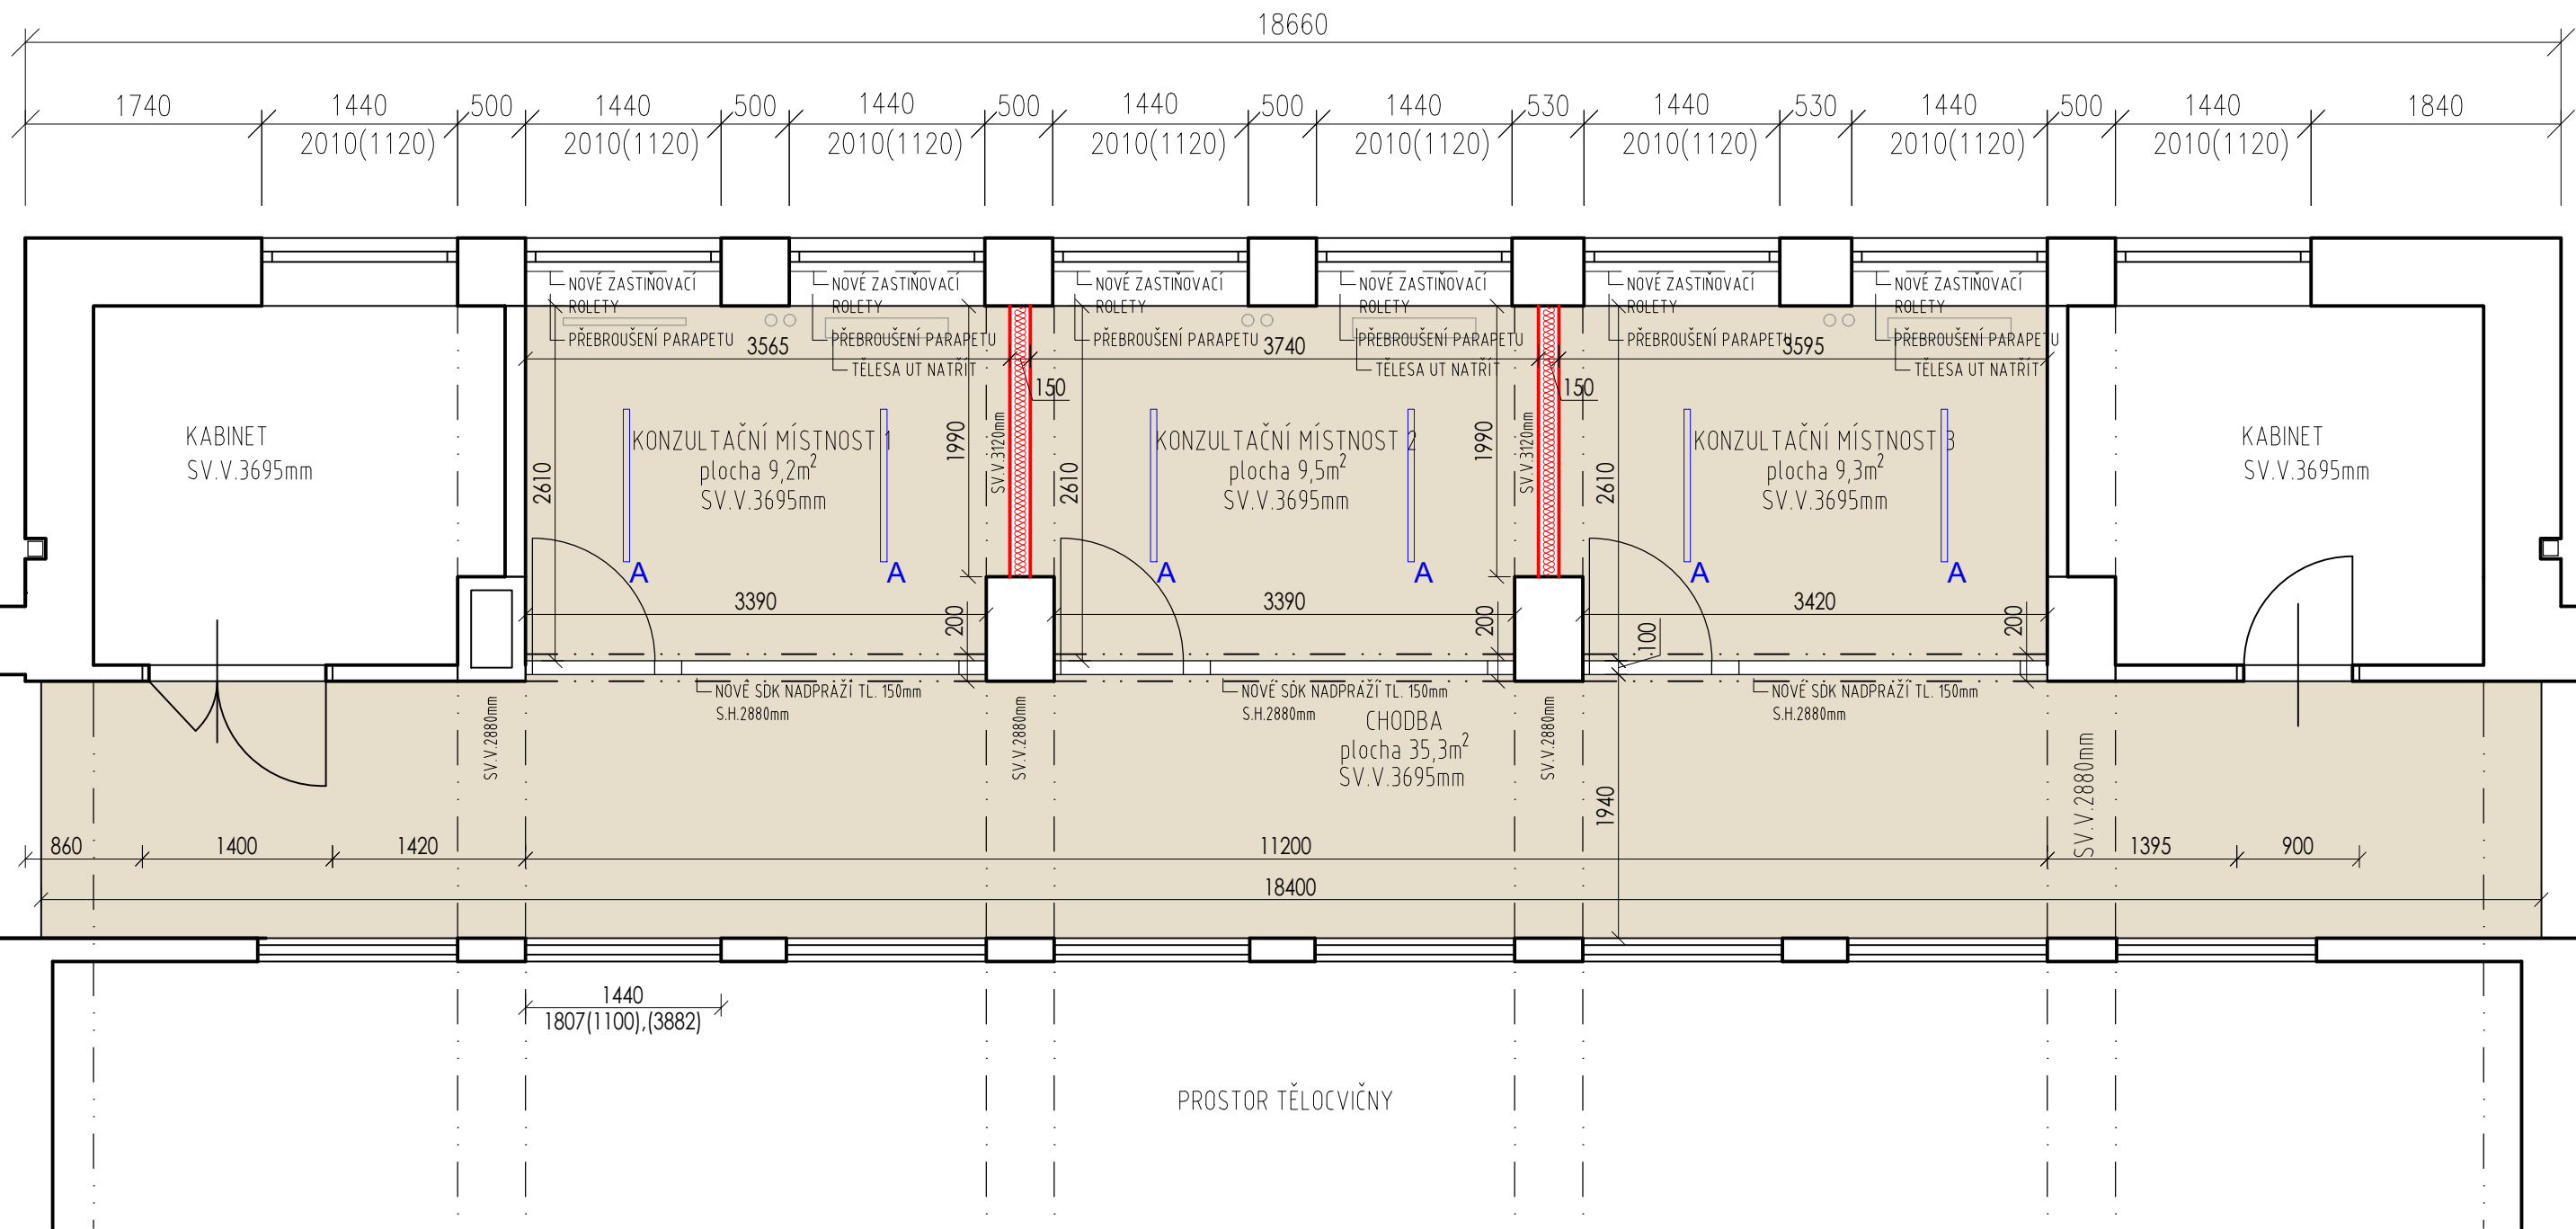 18660
1740 1440 500 1440 500 1440 500 1440 500 1440 530 1440 530 1440 500 1440 1840
2010(1120) 2010(1120) 2010(1120) 2010(1120) 2010(1120) 2010(1120) 2010(1120) 2010(1120)
NOVÉ ZASTIŇOVACÍ NOVÉ ZASTIŇOVACÍ NOVÉ ZASTIŇOVACÍ NOVÉ ZASTIŇOVACÍ NOVÉ ZASTIŇOVACÍ NOVÉ ZASTIŇOVACÍ
ROLETY ROLETY ROLETY ROLETY ROLETY ROLETY
PŘEBROUŠENÍ PARAPETU PŘEBROUŠENÍ PARAPETU PŘEBROUŠENÍ PARAPETU PŘEBROUŠENÍ PARAPETU PŘEBROUŠENÍ PARAPETU PŘEBROUŠENÍ PARAPETU
3565 3740 3595
TĚLESA UT NATŘÍT TĚLESA UT NATŘÍT TĚLESA UT NATŘÍT
150 150
KABINET
SV.V.3695mm
2610
KONZULTAČNÍ MÍSTNOST 1
plocha 9,2m²
SV.V.3695mm
1990
SV.V.3120mm
2610
KONZULTAČNÍ MÍSTNOST 2
plocha 9,5m²
SV.V.3695mm
1990
SV.V.3120mm
2610
KONZULTAČNÍ MÍSTNOST 3
plocha 9,3m²
SV.V.3695mm
KABINET
SV.V.3695mm
A A A A A A
3390 200 3390 200 3420 200
100
NOVÉ SDK NADPRAŽÍ TL. 150mm
S.H.2880mm
NOVÉ SDK NADPRAŽÍ TL. 150mm
S.H.2880mm
NOVÉ SDK NADPRAŽÍ TL. 150mm
S.H.2880mm
SV.V.2880mm
SV.V.2880mm
CHODBA
plocha 35,3m²
SV.V.3695mm
SV.V.2880mm
1940
SV.V.2880mm
860 1400 1420 11200 1395 900
18400
1440
1807(1100),(3882)
PROSTOR TĚLOCVIČNY